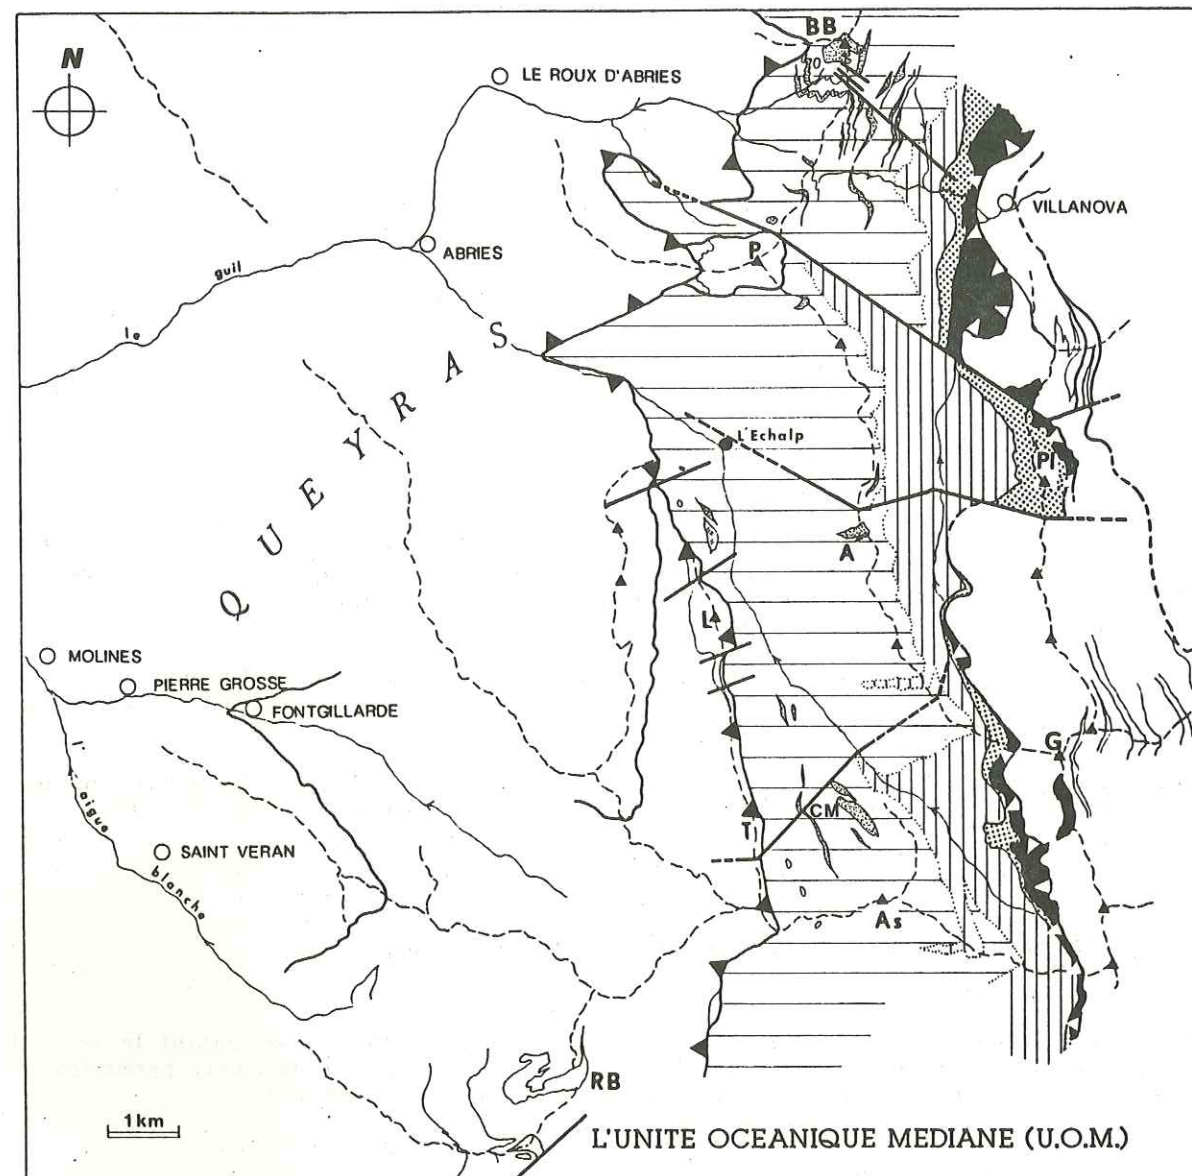 BB
N
LE ROUX D'ABRIES
VILLANOVA
ABRIES
P
guil
le
QUEYRAS
L'Echalp
Pl
A
L
MOLINES
PIERRE GROSSE
FONTGILLARDE
G
l'aigue blanche
CM
T
SAINT VERAN
As
RB
1km
L'UNITE OCEANIQUE MEDIANE (U.O.M.)